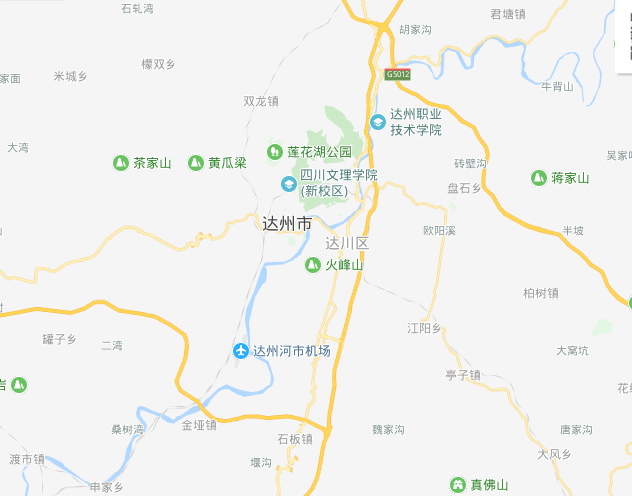 石轧湾
君塘镇
胡家沟
檬双乡
米城乡
家面
G5012
牛背山
双龙镇
达州职业
技术学院
大湾
莲花湖公园
茶家山
黄瓜梁
砖壁沟
吴家
四川文理学院
(新校区)
蒋家山
盘石乡
达州市
欧阳溪
半坡
达川区
火峰山
柏树镇
江阳乡
罐子乡
二湾
达州河市机场
大窝坑
亭子镇
岩
花
桑树湾
金垭镇
魏家沟
唐家沟
石板镇
大风乡
渡市镇
堰沟
申家乡
真佛山